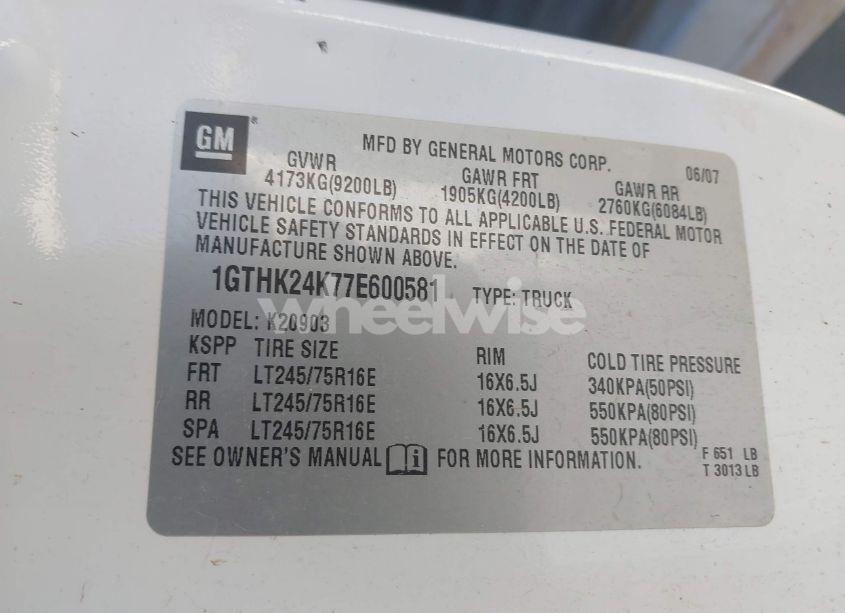 GM
MFD BY GENERAL MOTORS CORP. 06/07
GVWR GAWR FRT GAWR RR
4173KG(9200LB) 1905KG(4200LB) 2760KG(6084LB)
THIS VEHICLE CONFORMS TO ALL APPLICABLE U.S. FEDERAL MOTOR
VEHICLE SAFETY STANDARDS IN EFFECT ON THE DATE OF
MANUFACTURE SHOWN ABOVE.
1GTHK24K77E600581 TYPE: TRUCK
wheelwise
MODEL: K20903
KSPP TIRE SIZE RIM COLD TIRE PRESSURE
FRT LT245/75R16E 16X6.5J 340KPA(50PSI)
RR LT245/75R16E 16X6.5J 550KPA(80PSI)
SPA LT245/75R16E 16X6.5J 550KPA(80PSI)
SEE OWNER'S MANUAL i FOR MORE INFORMATION. F 651 LB
T 3013 LB